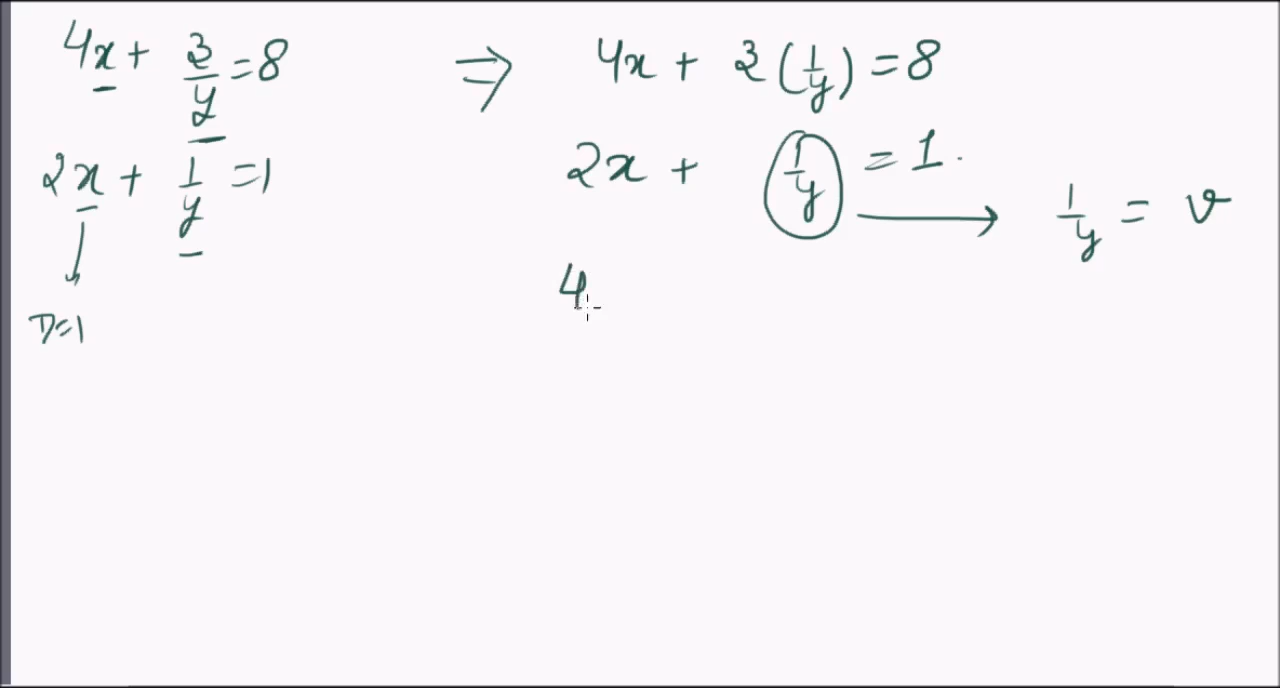 4x + 3/y = 8 ⇒ 4x + 3(1/y) = 8
2x + 1/y = 1 2x + 1/y = 1. → 1/y = v
4
D=1